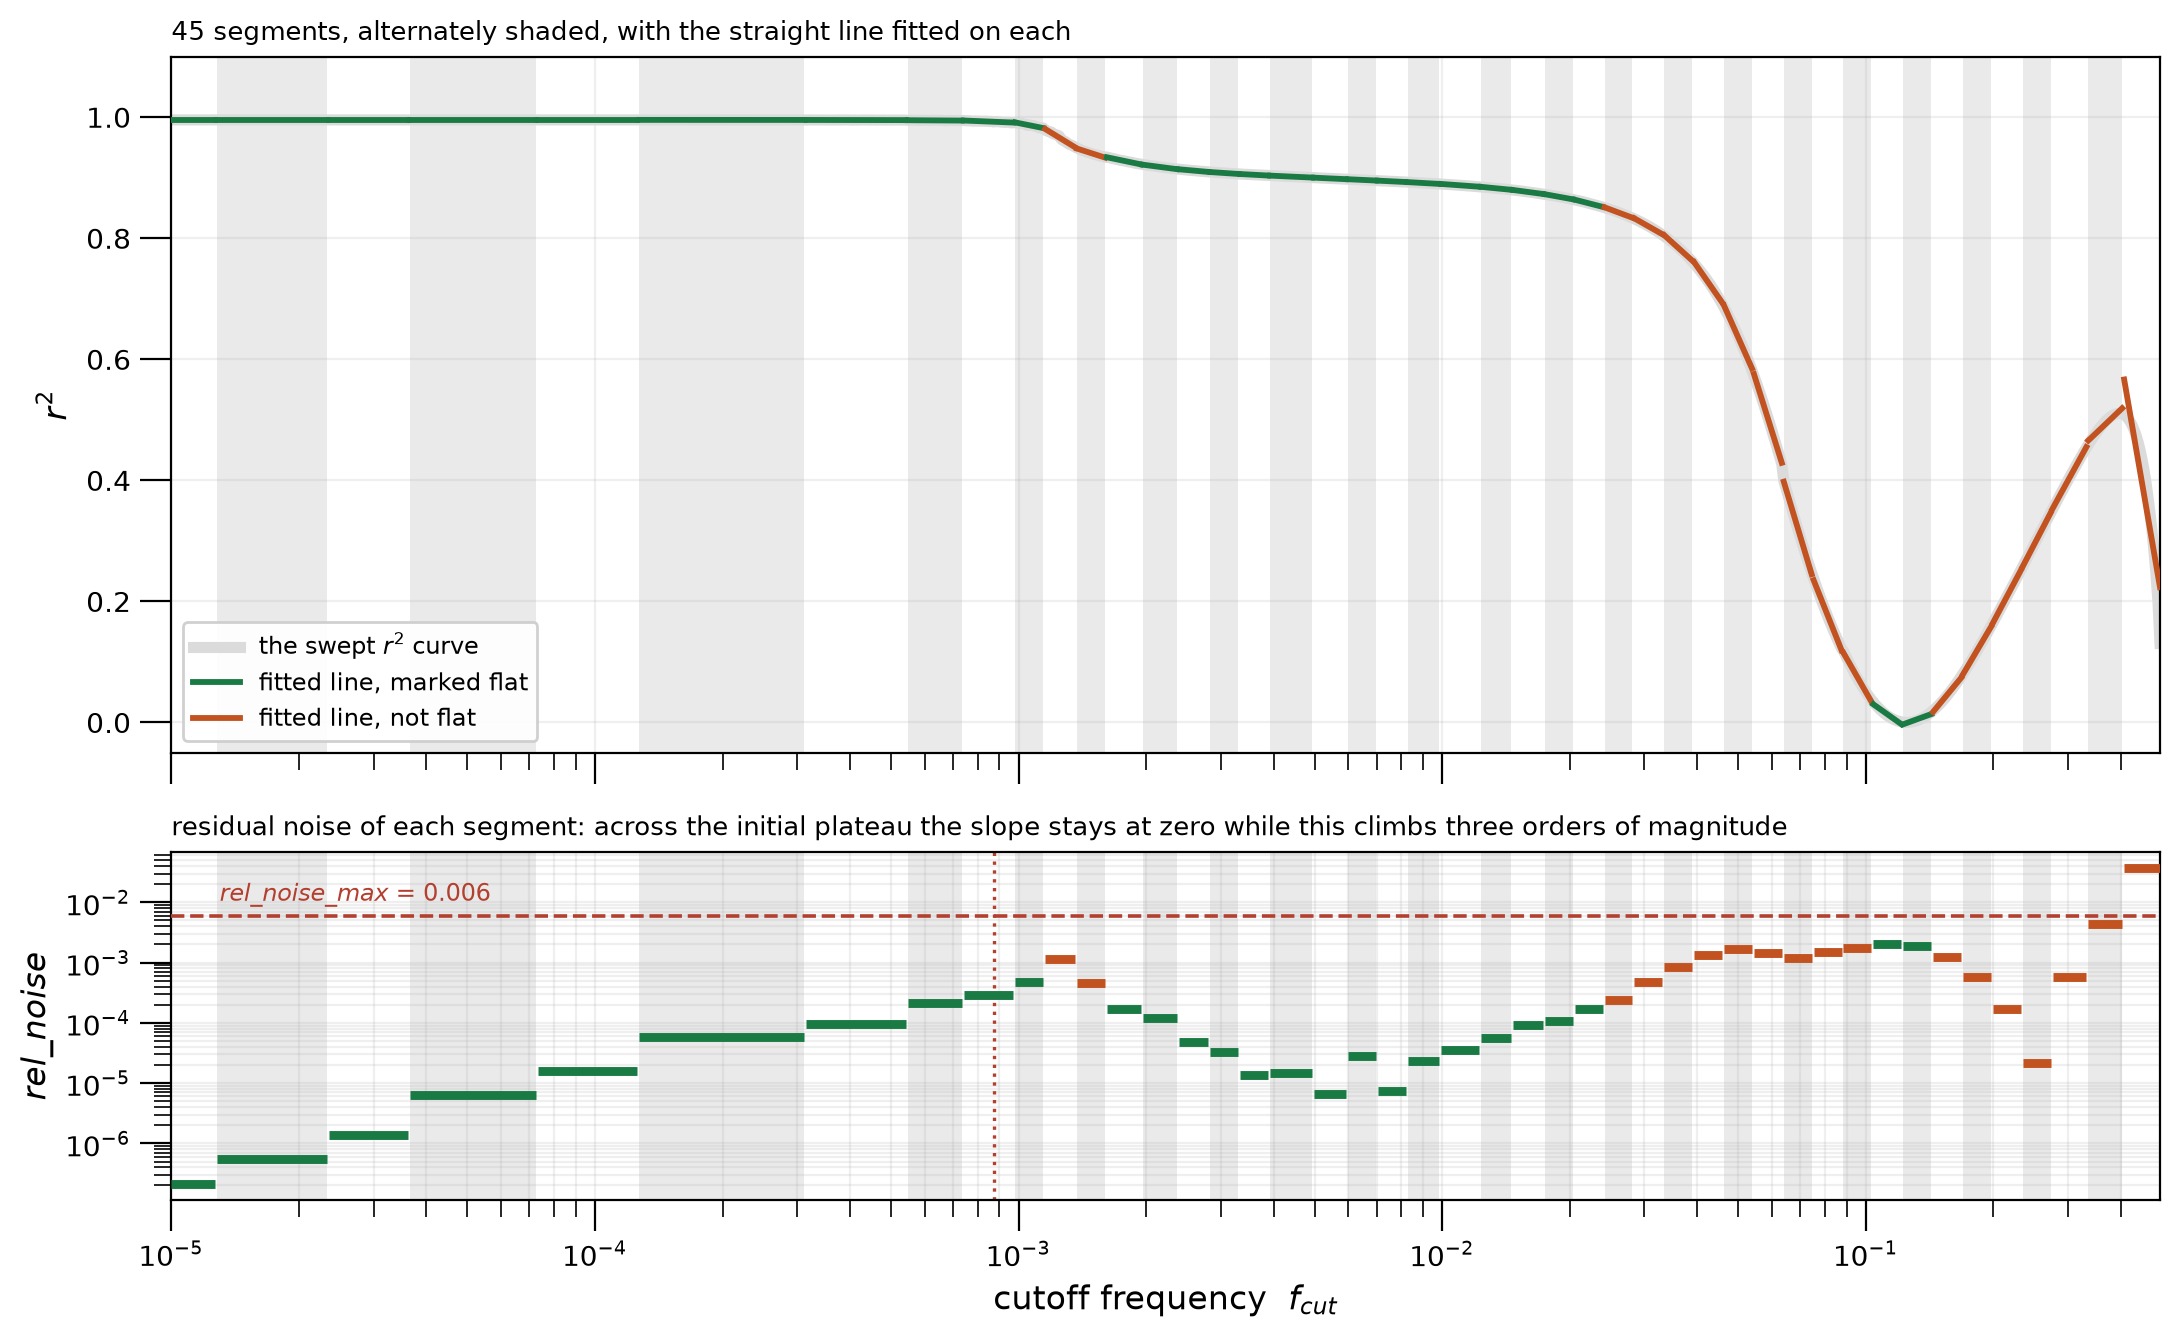 45 segments, alternately shaded, with the straight line fitted on each
1.0
0.8
0.6
0.4
0.2
0.0
r²
the swept r² curve
fitted line, marked flat
fitted line, not flat
residual noise of each segment: across the initial plateau the slope stays at zero while this climbs three orders of magnitude
rel_noise_max = 0.006
10⁻²
10⁻³
10⁻⁴
10⁻⁵
10⁻⁶
rel_noise
10⁻⁵ 10⁻⁴ 10⁻³ 10⁻² 10⁻¹
cutoff frequency f_cut